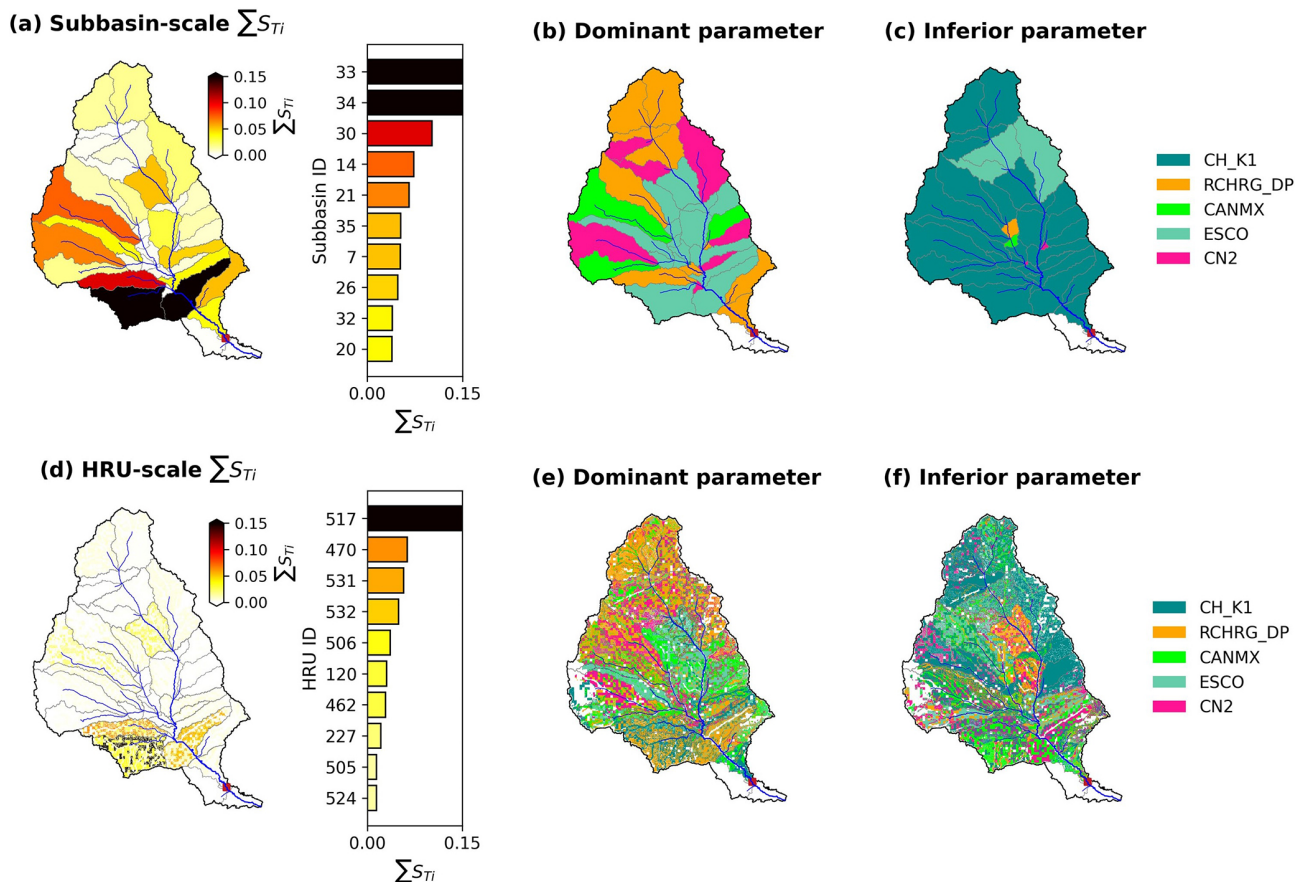 (a) Subbasin-scale ∑S_Ti
(b) Dominant parameter
(c) Inferior parameter
0.15
0.10
0.05
0.00
∑S_Ti
Subbasin ID
33
34
30
14
21
35
7
26
32
20
0.00 0.15
∑S_Ti
CH_K1
RCHRG_DP
CANMX
ESCO
CN2
(d) HRU-scale ∑S_Ti
(e) Dominant parameter
(f) Inferior parameter
0.15
0.10
0.05
0.00
∑S_Ti
HRU ID
517
470
531
532
506
120
462
227
505
524
0.00 0.15
∑S_Ti
CH_K1
RCHRG_DP
CANMX
ESCO
CN2